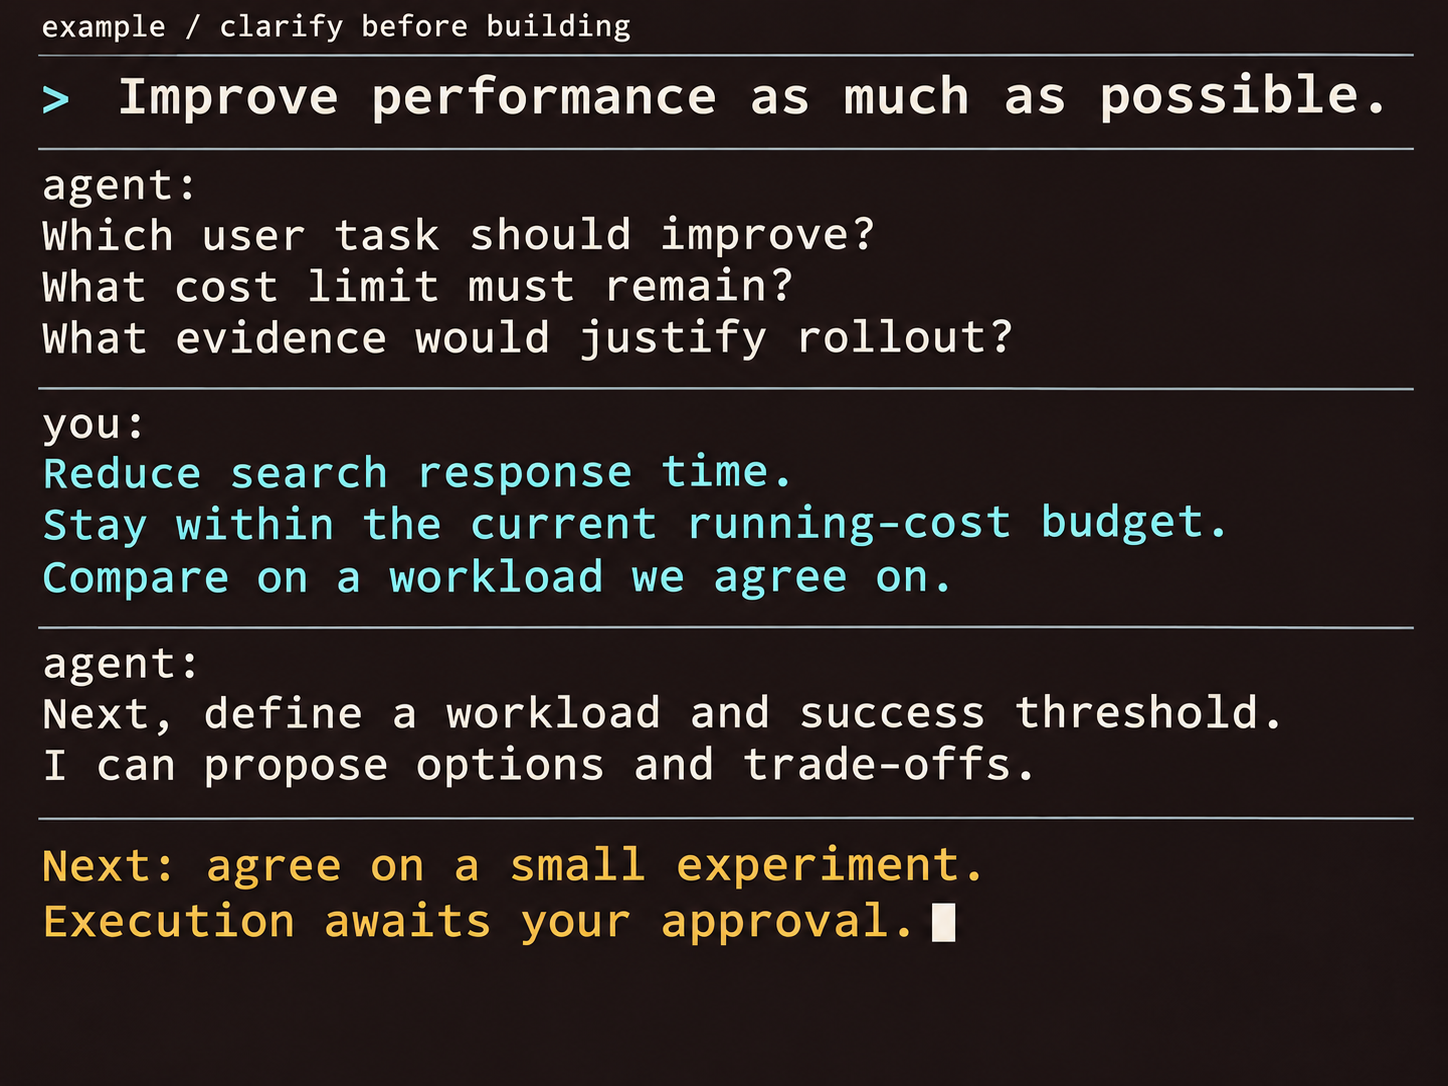 example / clarify before building
> Improve performance as much as possible.
agent:
Which user task should improve?
What cost limit must remain?
What evidence would justify rollout?
you:
Reduce search response time.
Stay within the current running-cost budget.
Compare on a workload we agree on.
agent:
Next, define a workload and success threshold.
I can propose options and trade-offs.
Next: agree on a small experiment.
Execution awaits your approval.